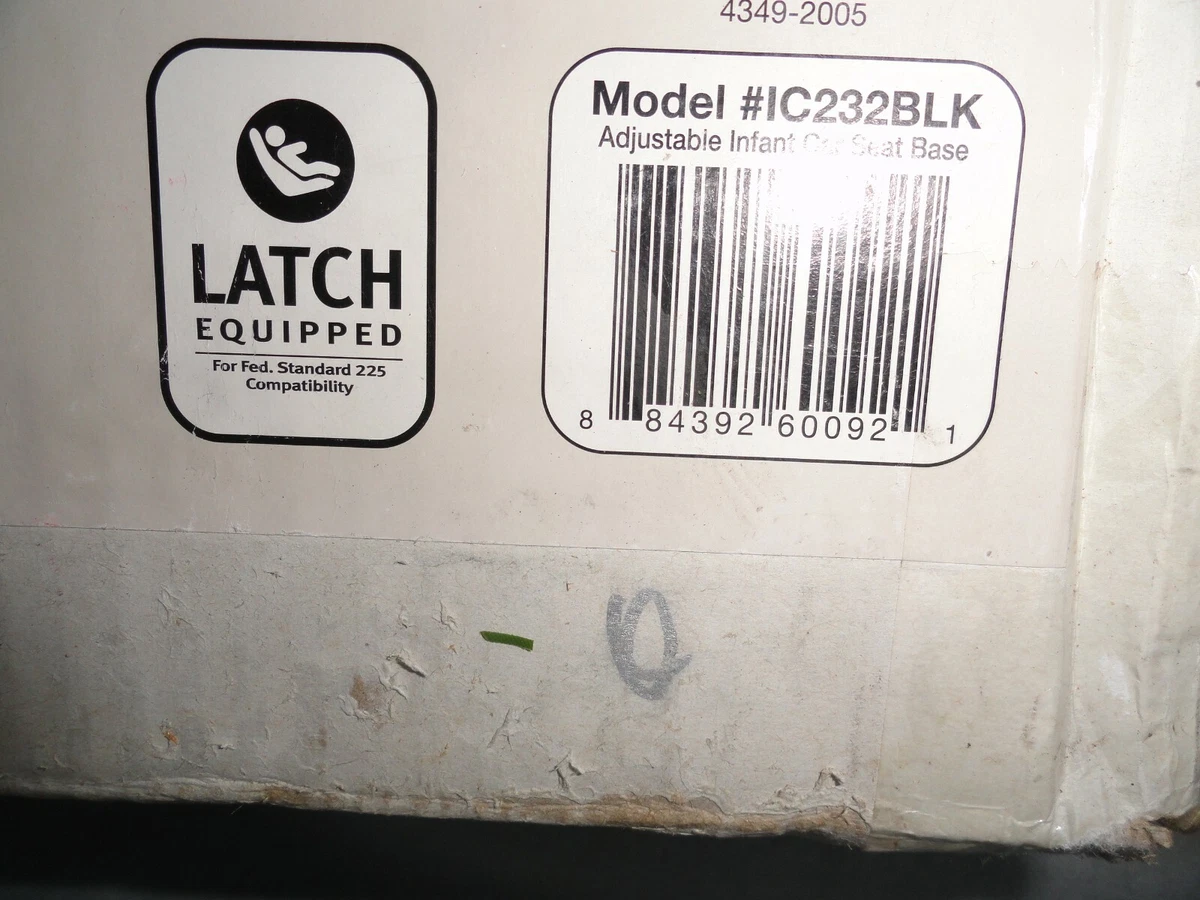 4349-2005
LATCH
EQUIPPED
For Fed. Standard 225
Compatibility
Model #IC232BLK
Adjustable Infant Car Seat Base
8 84392 60092 1